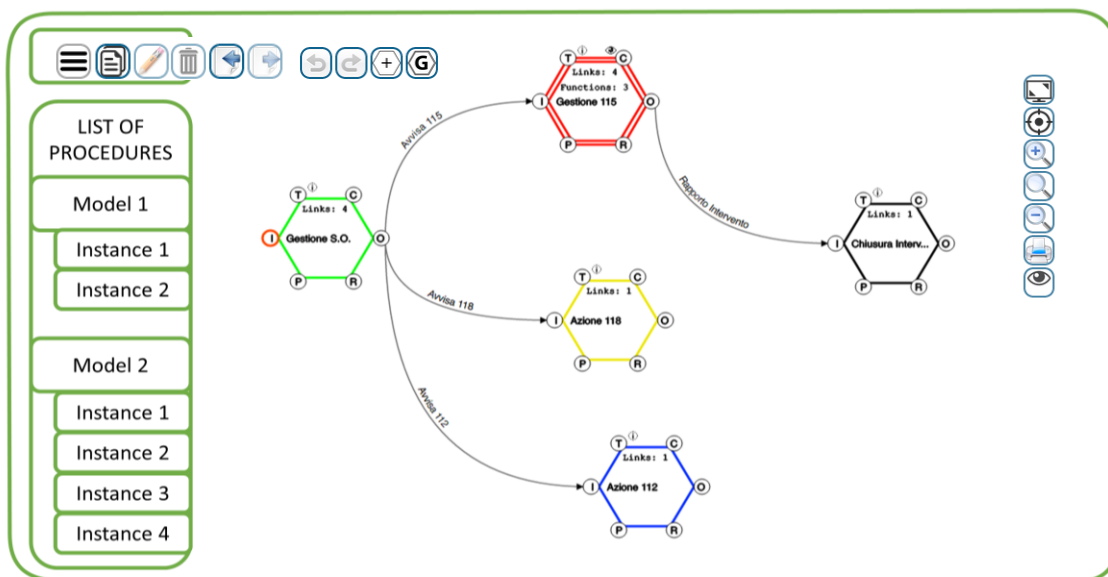 +
G
LIST OF
PROCEDURES
Model 1
Instance 1
Instance 2
Model 2
Instance 1
Instance 2
Instance 3
Instance 4
T i C
Links: 4
Functions: 3
I Gestione 115 O
P R
Avvisa 115
Rapporto Intervento
T i C
Links: 4
I Gestione S.O. O
P R
T i C
Links: 1
I Chiusura Interv... O
P R
Avvisa 118
T i C
Links: 1
I Azione 118 O
P R
Avvisa 112
T i C
Links: 1
I Azione 112 O
P R